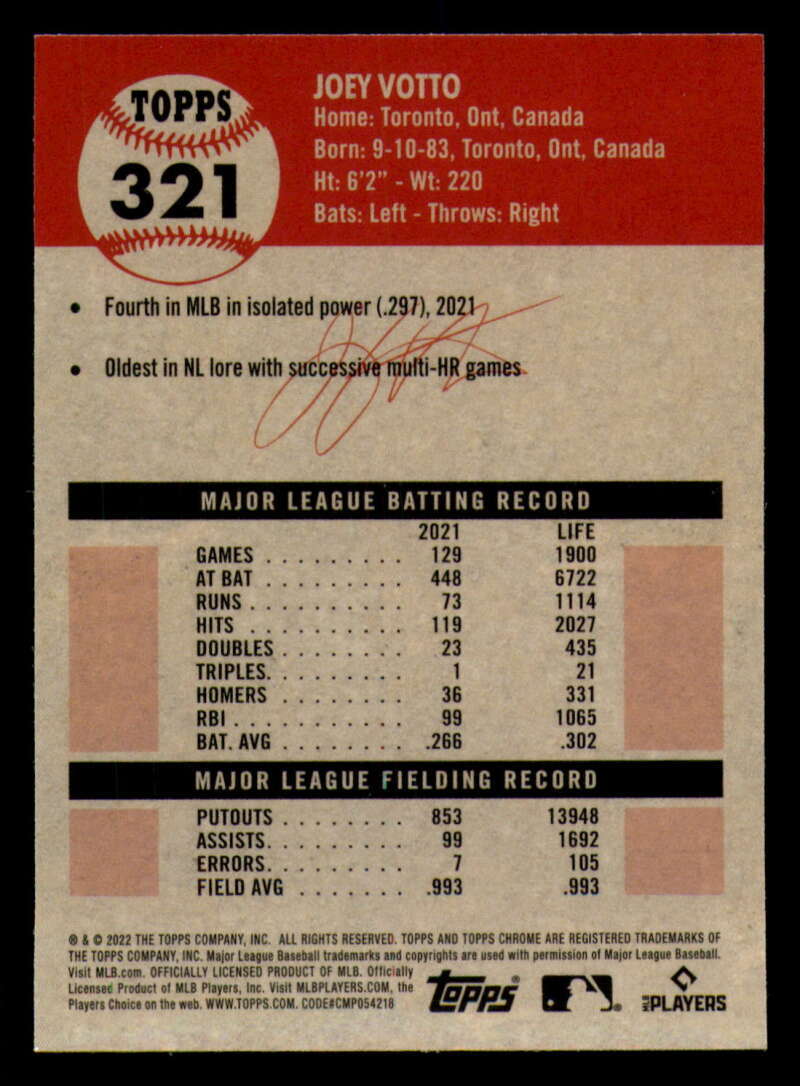 TOPPS
321
JOEY VOTTO
Home: Toronto, Ont, Canada
Born: 9-10-83, Toronto, Ont, Canada
Ht: 6'2" - Wt: 220
Bats: Left - Throws: Right
• Fourth in MLB in isolated power (.297), 2021
• Oldest in NL lore with successive multi-HR games
MAJOR LEAGUE BATTING RECORD
2021 LIFE
GAMES . . . . . . . . . 129 1900
AT BAT . . . . . . . . . 448 6722
RUNS . . . . . . . . . . 73 1114
HITS . . . . . . . . . . 119 2027
DOUBLES . . . . . . . . 23 435
TRIPLES. . . . . . . . . 1 21
HOMERS . . . . . . . . 36 331
RBI . . . . . . . . . . . 99 1065
BAT. AVG . . . . . . . . .266 .302
MAJOR LEAGUE FIELDING RECORD
PUTOUTS . . . . . . . . 853 13948
ASSISTS. . . . . . . . . 99 1692
ERRORS. . . . . . . . . 7 105
FIELD AVG . . . . . . . .993 .993
® & © 2022 THE TOPPS COMPANY, INC. ALL RIGHTS RESERVED. TOPPS AND TOPPS CHROME ARE REGISTERED TRADEMARKS OF
THE TOPPS COMPANY, INC. Major League Baseball trademarks and copyrights are used with permission of Major League Baseball.
Visit MLB.com. OFFICIALLY LICENSED PRODUCT OF MLB. Officially
Licensed Product of MLB Players, Inc. Visit MLBPLAYERS.COM, the
Players Choice on the web. WWW.TOPPS.COM. CODE#CMP054218
TOPPS®
MLB PLAYERS